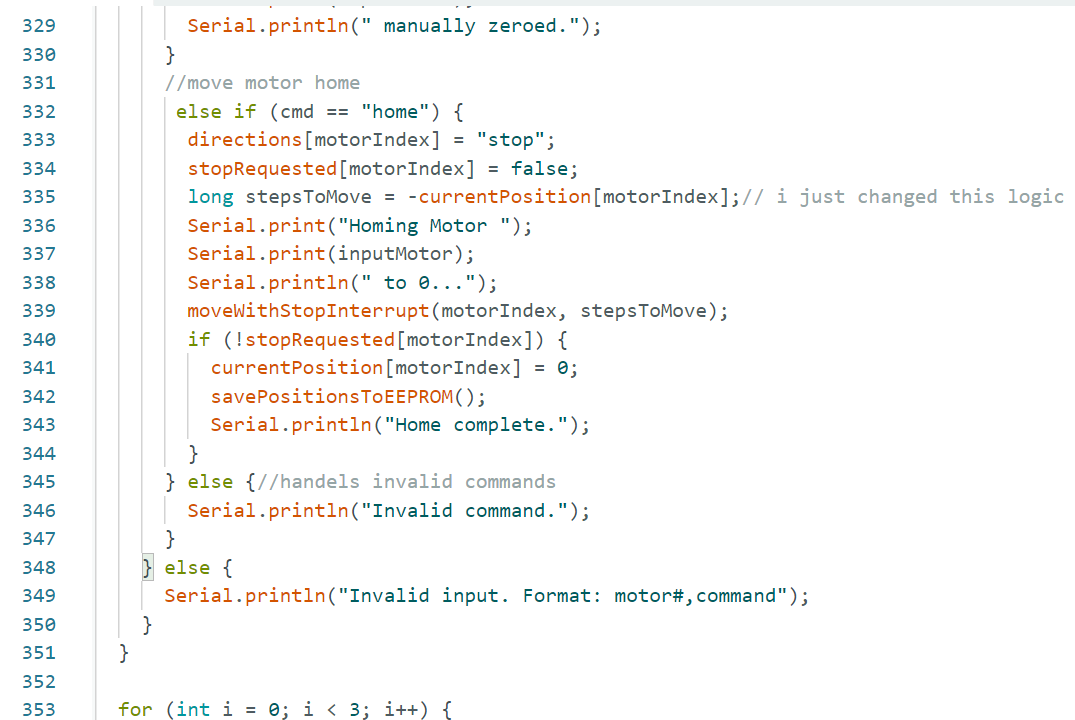 329 Serial.println(" manually zeroed.");
330 }
331 //move motor home
332 else if (cmd == "home") {
333 directions[motorIndex] = "stop";
334 stopRequested[motorIndex] = false;
335 long stepsToMove = -currentPosition[motorIndex];// i just changed this logic
336 Serial.print("Homing Motor ");
337 Serial.print(inputMotor);
338 Serial.println(" to 0...");
339 moveWithStopInterrupt(motorIndex, stepsToMove);
340 if (!stopRequested[motorIndex]) {
341 currentPosition[motorIndex] = 0;
342 savePositionsToEEPROM();
343 Serial.println("Home complete.");
344 }
345 } else {//handels invalid commands
346 Serial.println("Invalid command.");
347 }
348 } else {
349 Serial.println("Invalid input. Format: motor#,command");
350 }
351 }
352
353 for (int i = 0; i < 3; i++) {